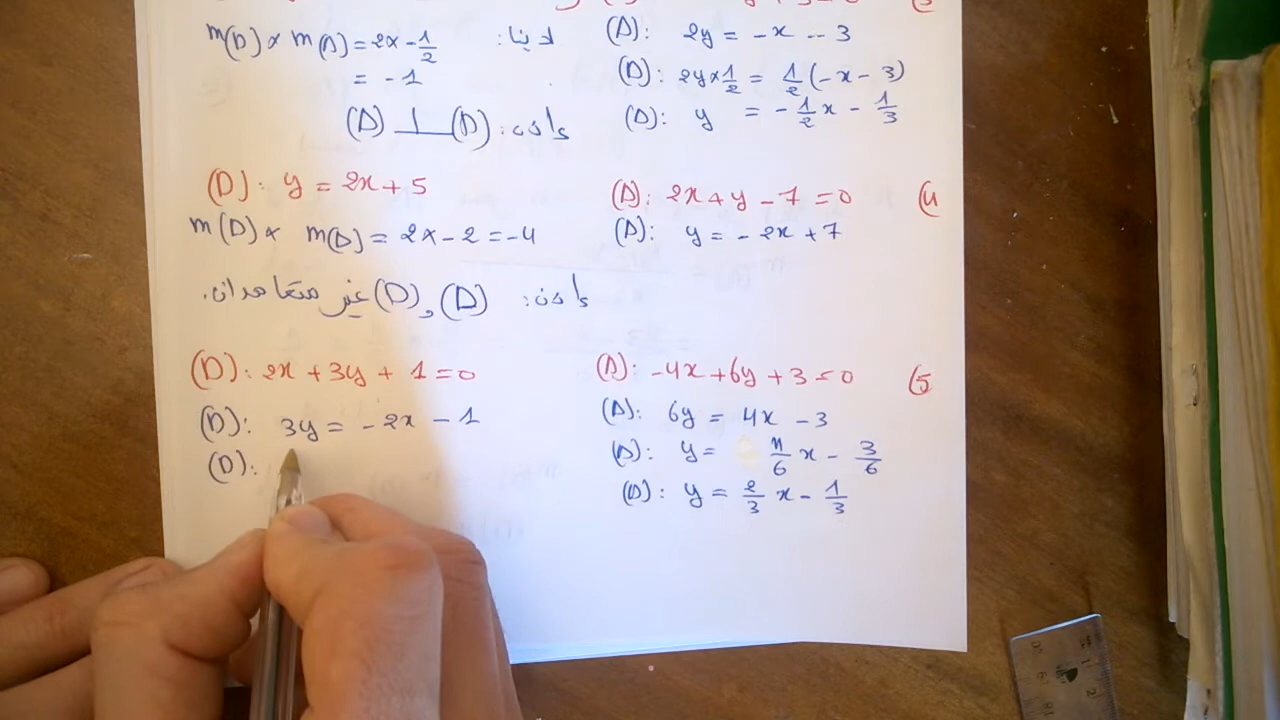 (Δ): 2y = -x - 3
لدينا: m(D) × m(Δ) = 2x-1/2
(Δ): 2y×1/2 = 1/2(-x - 3)
= -1
(Δ): y = -1/2x - 1/3
إذن: (D) ⊥ (Δ)
4) (Δ): 2x+y-7=0
(D): y = 2x+5
(Δ): y = -2x+7
m(D) × m(Δ) = 2x-2=-4
إذن: (Δ) و (D) غير متعامدان.
5) (Δ): -4x+6y+3=0
(D): 2x+3y+1=0
(Δ): 6y = 4x-3
(D): 3y = -2x-1
(Δ): y = 4/6 x - 3/6
(D):
(Δ): y = 2/3 x - 1/3